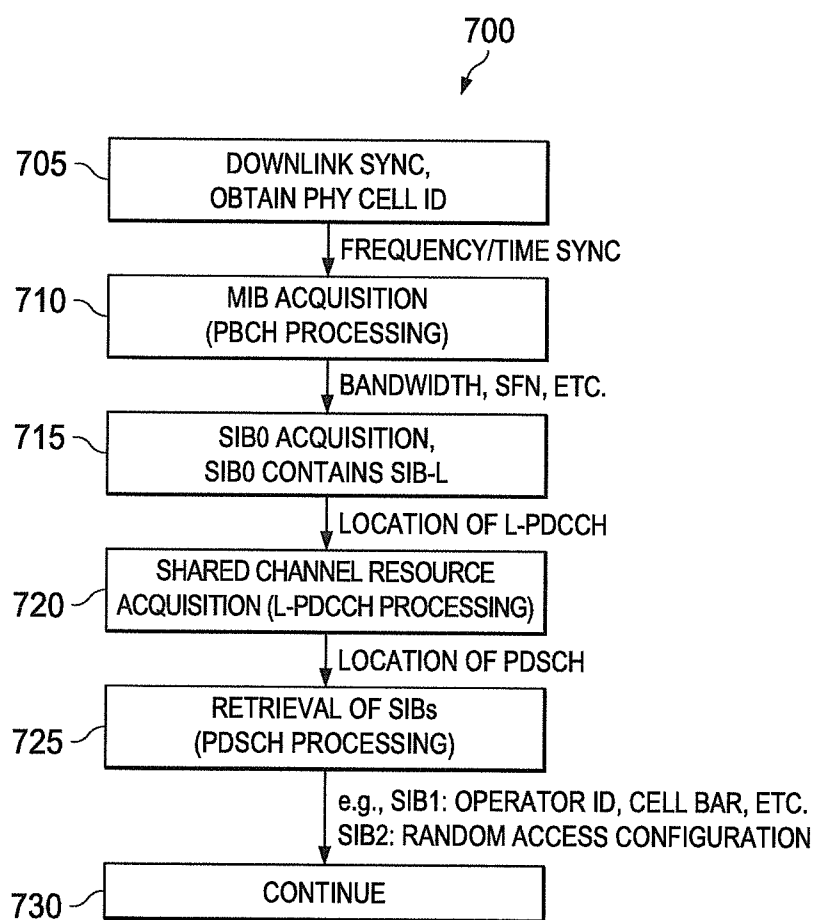 700
705
DOWNLINK SYNC,
OBTAIN PHY CELL ID
FREQUENCY/TIME SYNC
710
MIB ACQUISITION
(PBCH PROCESSING)
BANDWIDTH, SFN, ETC.
715
SIB0 ACQUISITION,
SIB0 CONTAINS SIB-L
LOCATION OF L-PDCCH
720
SHARED CHANNEL RESOURCE
ACQUISITION (L-PDCCH PROCESSING)
LOCATION OF PDSCH
725
RETRIEVAL OF SIBs
(PDSCH PROCESSING)
e.g., SIB1: OPERATOR ID, CELL BAR, ETC.
SIB2: RANDOM ACCESS CONFIGURATION
730
CONTINUE